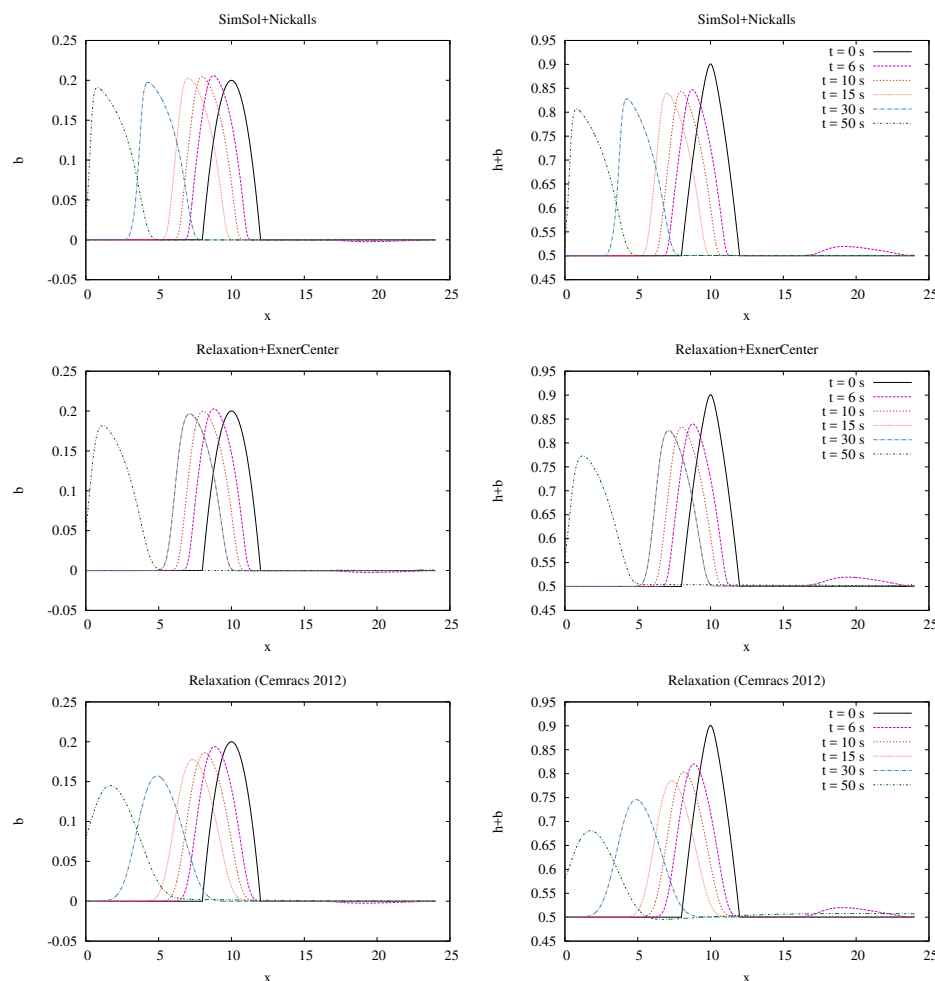 SimSol+Nickalls
0.25
0.2
0.15
0.1
0.05
0
-0.05
b
0 5 10 15 20 25
x
SimSol+Nickalls
0.95
0.9
0.85
0.8
0.75
0.7
0.65
0.6
0.55
0.5
0.45
h+b
t = 0 s
t = 6 s
t = 10 s
t = 15 s
t = 30 s
t = 50 s
0 5 10 15 20 25
x
Relaxation+ExnerCenter
0.25
0.2
0.15
0.1
0.05
0
-0.05
b
0 5 10 15 20 25
x
Relaxation+ExnerCenter
0.95
0.9
0.85
0.8
0.75
0.7
0.65
0.6
0.55
0.5
0.45
h+b
t = 0 s
t = 6 s
t = 10 s
t = 15 s
t = 30 s
t = 50 s
0 5 10 15 20 25
x
Relaxation (Cemracs 2012)
0.25
0.2
0.15
0.1
0.05
0
-0.05
b
0 5 10 15 20 25
x
Relaxation (Cemracs 2012)
0.95
0.9
0.85
0.8
0.75
0.7
0.65
0.6
0.55
0.5
0.45
h+b
t = 0 s
t = 6 s
t = 10 s
t = 15 s
t = 30 s
t = 50 s
0 5 10 15 20 25
x